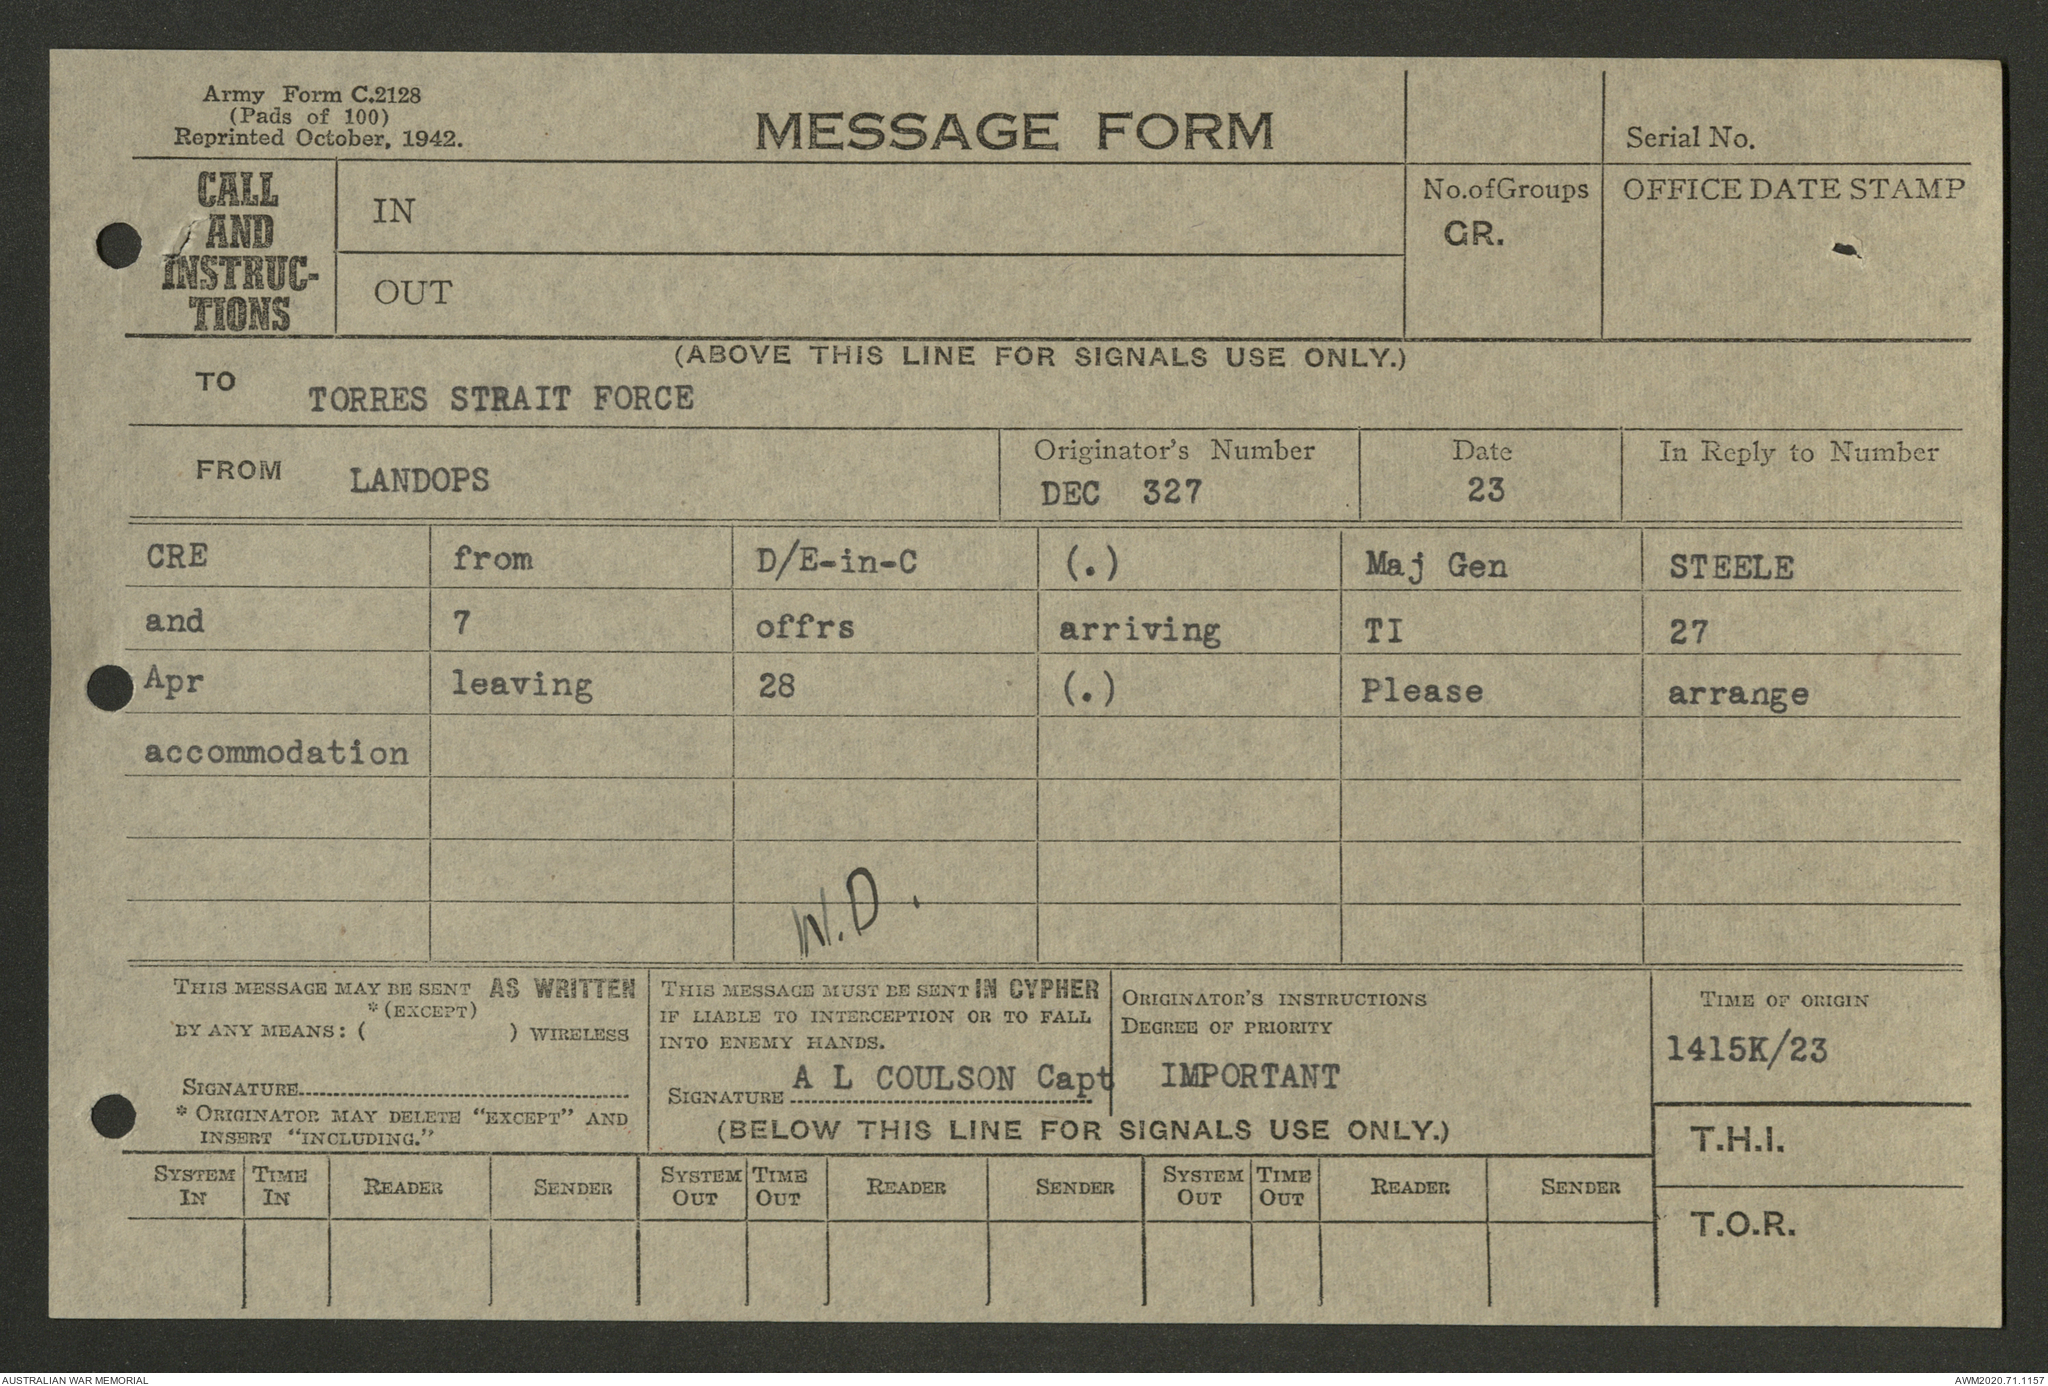 Army Form C.2128
(Pads of 100)
Reprinted October, 1942.
MESSAGE FORM
Serial No.
CALL
AND
INSTRUC-
TIONS
IN
OUT
No.ofGroups
GR.
OFFICE DATE STAMP
(ABOVE THIS LINE FOR SIGNALS USE ONLY.)
TO TORRES STRAIT FORCE
FROM LANDOPS
Originator's Number
DEC 327
Date
23
In Reply to Number
CRE from D/E-in-C (.) Maj Gen STEELE
and 7 offrs arriving TI 27
Apr leaving 28 (.) Please arrange
accommodation
W.D.
THIS MESSAGE MAY BE SENT AS WRITTEN
*(EXCEPT)
BY ANY MEANS: ( ) WIRELESS
SIGNATURE
* ORIGINATOR MAY DELETE "EXCEPT" AND
INSERT "INCLUDING."
THIS MESSAGE MUST BE SENT IN CYPHER
IF LIABLE TO INTERCEPTION OR TO FALL
INTO ENEMY HANDS.
A L COULSON Capt
SIGNATURE
ORIGINATOR'S INSTRUCTIONS
DEGREE OF PRIORITY
IMPORTANT
TIME OF ORIGIN
1415K/23
(BELOW THIS LINE FOR SIGNALS USE ONLY.)
T.H.I.
T.O.R.
SYSTEM IN
TIME IN
READER
SENDER
SYSTEM OUT
TIME OUT
READER
SENDER
SYSTEM OUT
TIME OUT
READER
SENDER
AUSTRALIAN WAR MEMORIAL
AWM2020.71.1157